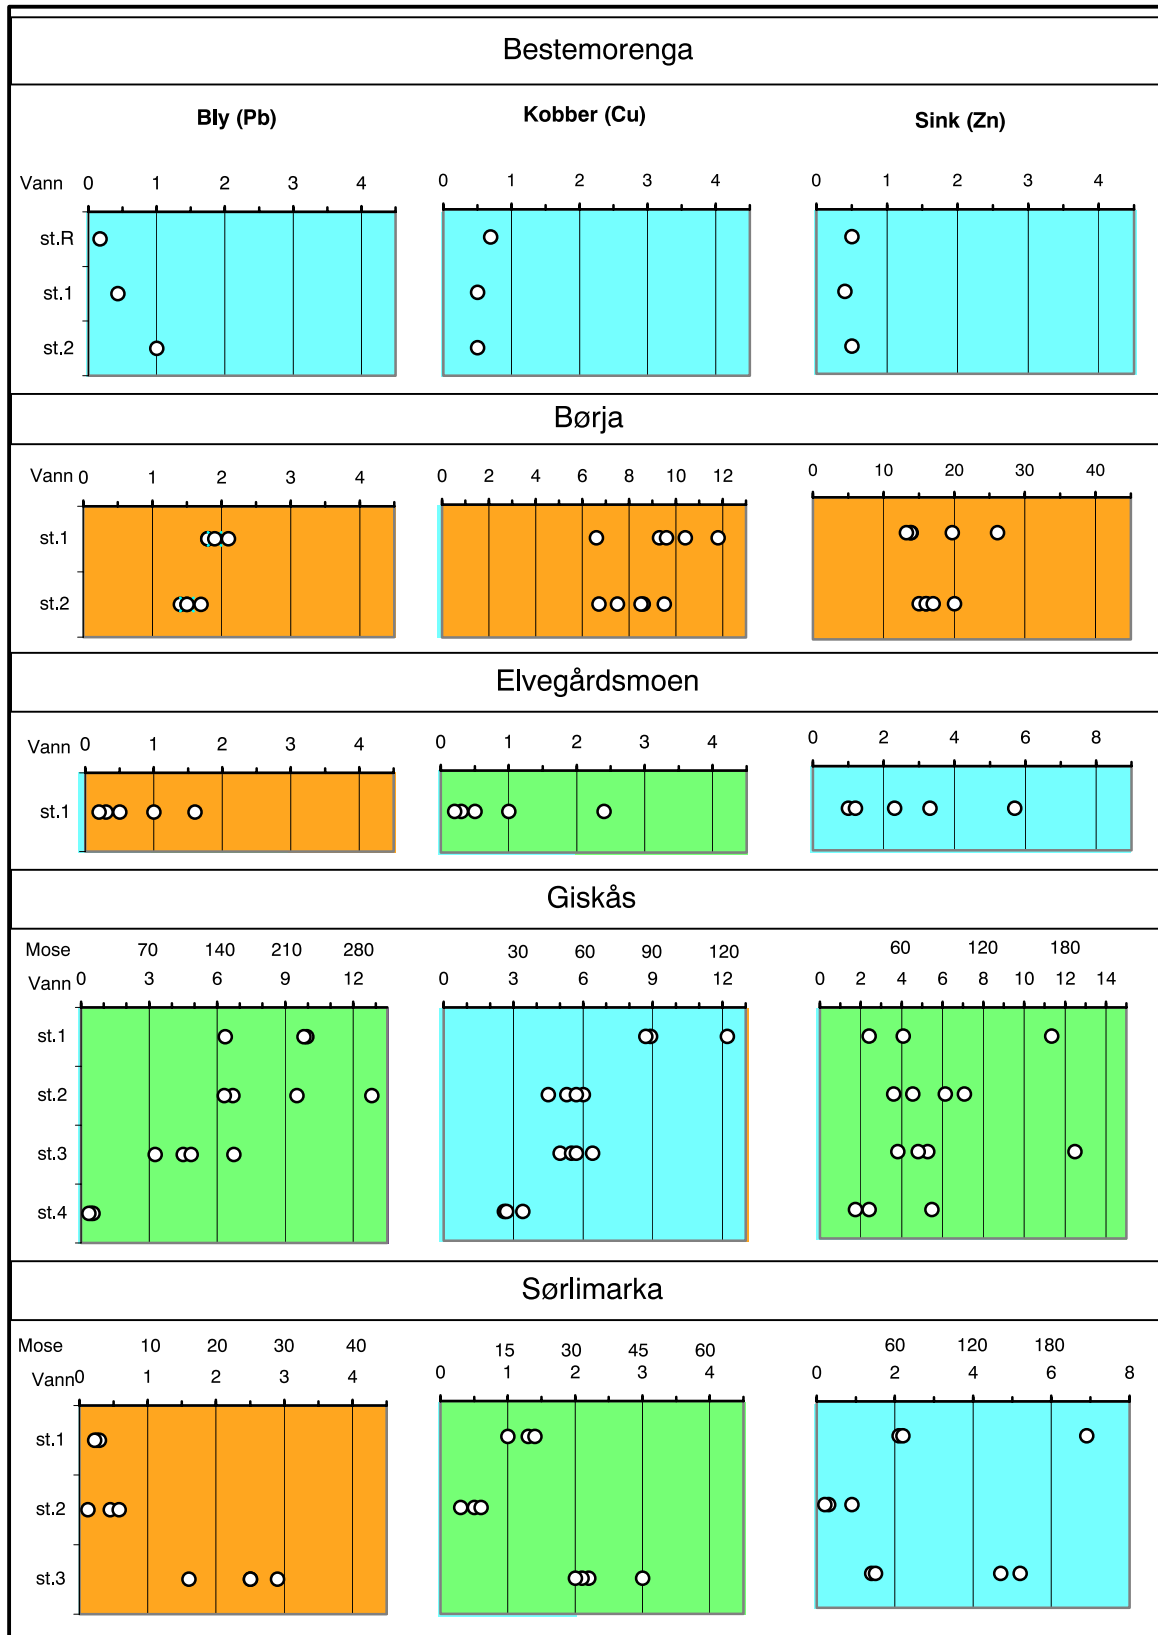 Bestemorenga
Bly (Pb) Kobber (Cu) Sink (Zn)
Vann 0 1 2 3 4 0 1 2 3 4 0 1 2 3 4
st.R
st.1
st.2
Børja
Vann 0 1 2 3 4 0 2 4 6 8 10 12 0 10 20 30 40
st.1
st.2
Elvegårdsmoen
Vann 0 1 2 3 4 0 1 2 3 4 0 2 4 6 8
st.1
Giskås
Mose 70 140 210 280 30 60 90 120 60 120 180
Vann 0 3 6 9 12 0 3 6 9 12 0 2 4 6 8 10 12 14
st.1
st.2
st.3
st.4
Sørlimarka
Mose 10 20 30 40 15 30 45 60 60 120 180
Vann 0 1 2 3 4 0 1 2 3 4 0 2 4 6 8
st.1
st.2
st.3